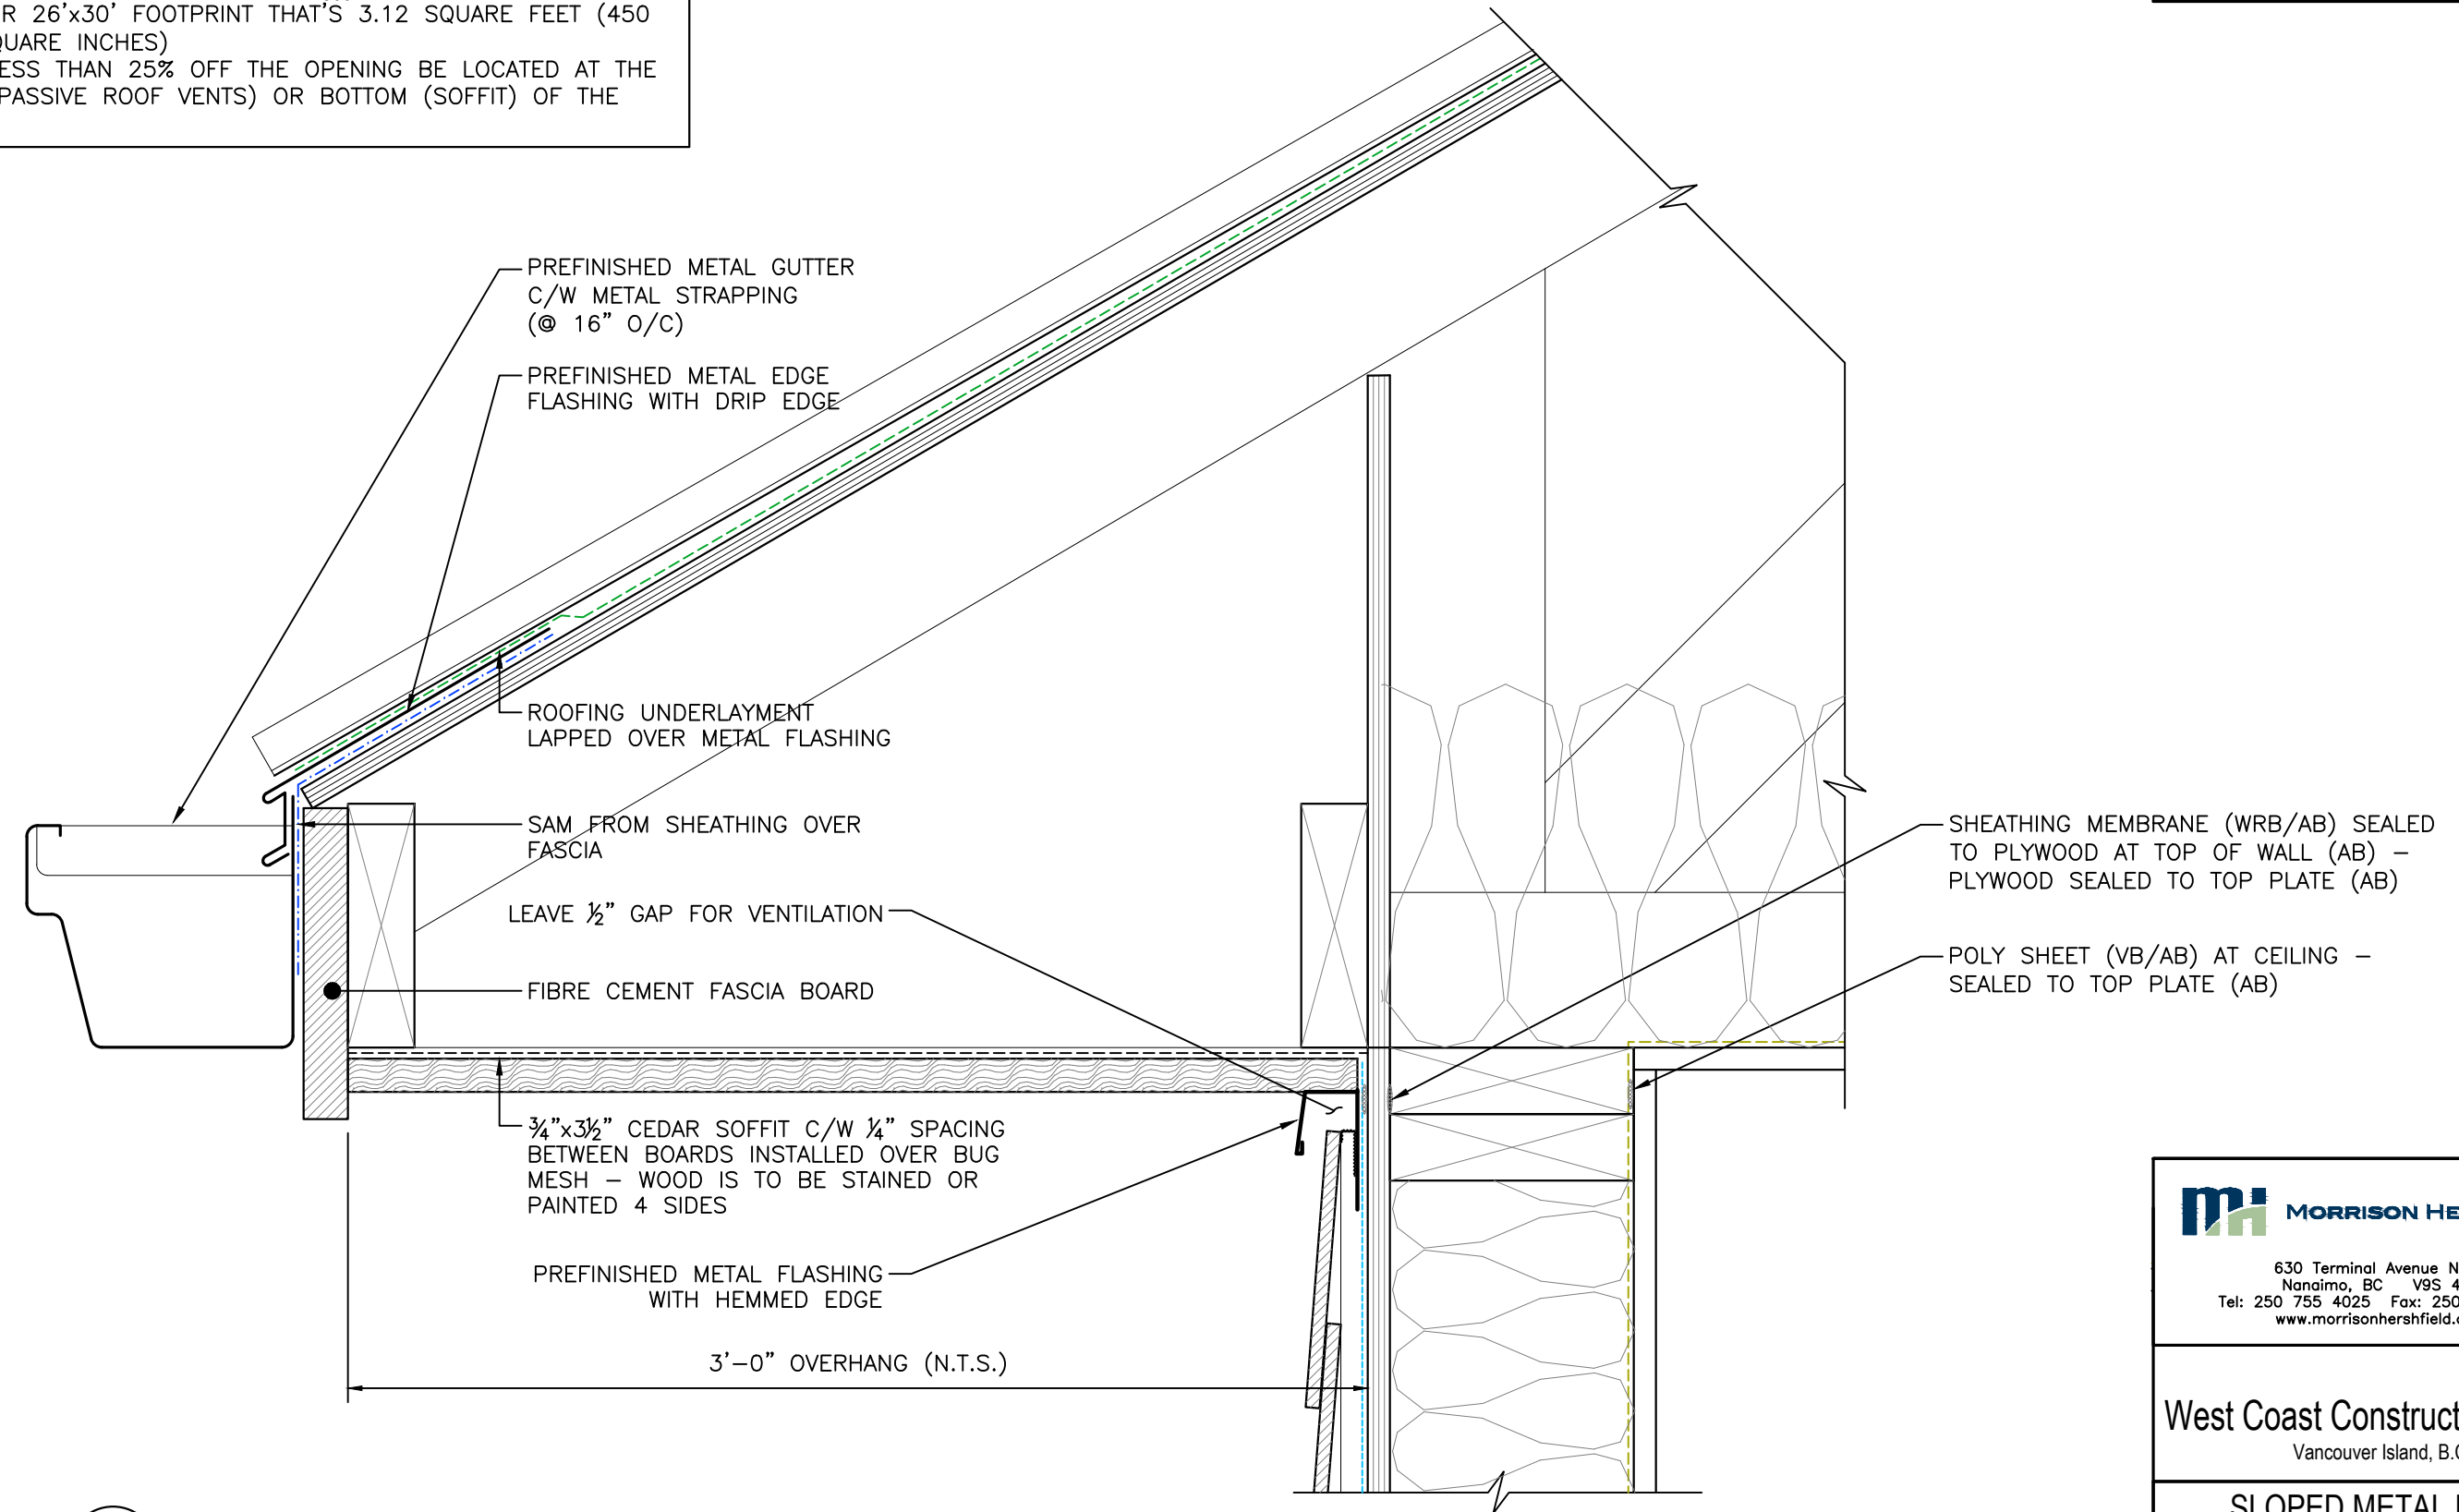 R 26'x30' FOOTPRINT THAT'S 3.12 SQUARE FEET (450
QUARE INCHES)
ESS THAN 25% OFF THE OPENING BE LOCATED AT THE
PASSIVE ROOF VENTS) OR BOTTOM (SOFFIT) OF THE
PREFINISHED METAL GUTTER
C/W METAL STRAPPING
(@ 16" O/C)
PREFINISHED METAL EDGE
FLASHING WITH DRIP EDGE
ROOFING UNDERLAYMENT
LAPPED OVER METAL FLASHING
SAM FROM SHEATHING OVER
FASCIA
LEAVE ½" GAP FOR VENTILATION
FIBRE CEMENT FASCIA BOARD
¾"x3½" CEDAR SOFFIT C/W ¼" SPACING
BETWEEN BOARDS INSTALLED OVER BUG
MESH – WOOD IS TO BE STAINED OR
PAINTED 4 SIDES
PREFINISHED METAL FLASHING
WITH HEMMED EDGE
3'–0" OVERHANG (N.T.S.)
SHEATHING MEMBRANE (WRB/AB) SEALED
TO PLYWOOD AT TOP OF WALL (AB) –
PLYWOOD SEALED TO TOP PLATE (AB)
POLY SHEET (VB/AB) AT CEILING –
SEALED TO TOP PLATE (AB)
MORRISON HE
630 Terminal Avenue N
Nanaimo, BC V9S 4
Tel: 250 755 4025 Fax: 250
www.morrisonhershfield.c
West Coast Construct
Vancouver Island, B.C
SLOPED METAL